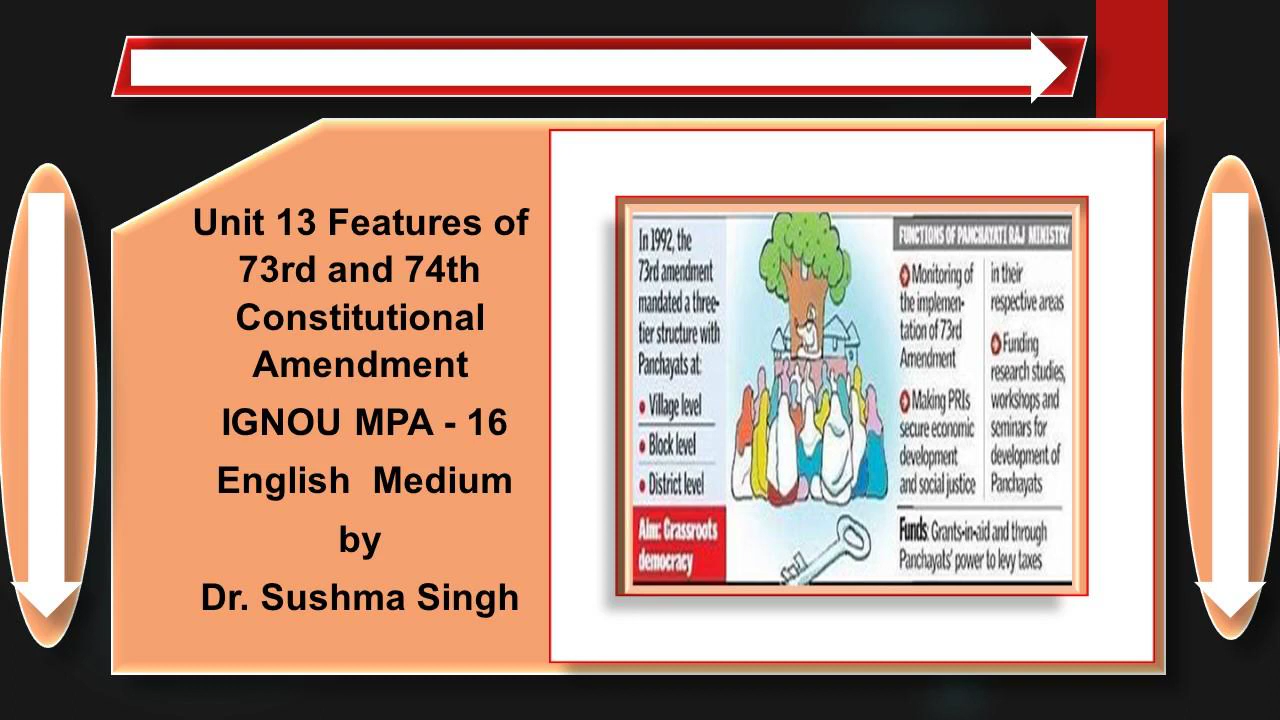 Unit 13 Features of
73rd and 74th
Constitutional
Amendment
IGNOU MPA - 16
English Medium
by
Dr. Sushma Singh
In 1992, the
73rd amendment
mandated a three-
tier structure with
Panchayats at:
Village level
Block level
District level
Aim: Grassroots
democracy
FUNCTIONS OF PANCHAYATI RAJ MINISTRY
Monitoring of
the implemen-
tation of 73rd
Amendment
Making PRIs
secure economic
development
and social justice
in their
respective areas
Funding
research studies,
workshops and
seminars for
development of
Panchayats
Funds: Grants-in-aid and through
Panchayats' power to levy taxes